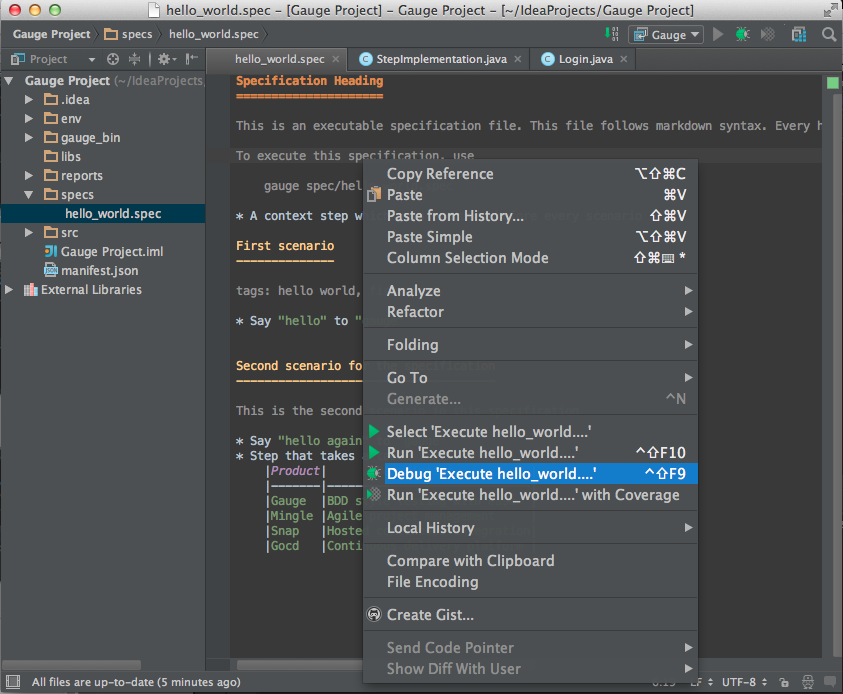 hello_world.spec - [Gauge Project] - Gauge Project - [~/IdeaProjects/Gauge Project]
Gauge Project specs hello_world.spec Gauge
Project hello_world.spec StepImplementation.java Login.java
Gauge Project (~/IdeaProjects
.idea
env
gauge_bin
libs
reports
specs
hello_world.spec
src
Gauge Project.iml
manifest.json
External Libraries
Specification Heading
=====================
This is an executable specification file. This file follows markdown syntax. Every h
To execute this specification, use
gauge spec/hel
* A context step w
First scenario
--------------
tags: hello world,
* Say "hello" to "
Second scenario fo
This is the second
* Say "hello again
* Step that takes
|Product|
|-------|
|Gauge |BDD s
|Mingle |Agile
|Snap |Hoste
|Gocd |Conti
Copy Reference ⌥⇧⌘C
Paste ⌘V
Paste from History... ⇧⌘V
Paste Simple ⌥⇧⌘V
Column Selection Mode ⇧⌘⌨ *
Analyze
Refactor
Folding
Go To
Generate... ^N
Select 'Execute hello_world....'
Run 'Execute hello_world....' ^⇧F10
Debug 'Execute hello_world....' ^⇧F9
Run 'Execute hello_world....' with Coverage
Local History
Compare with Clipboard
File Encoding
Create Gist...
Send Code Pointer
Show Diff With User
All files are up-to-date (5 minutes ago) LF UTF-8